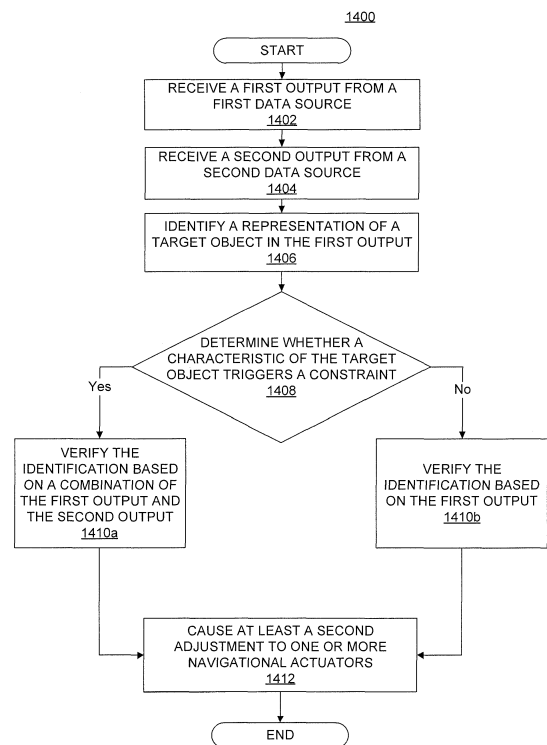 1400
START
RECEIVE A FIRST OUTPUT FROM A
FIRST DATA SOURCE
1402
RECEIVE A SECOND OUTPUT FROM A
SECOND DATA SOURCE
1404
IDENTIFY A REPRESENTATION OF A
TARGET OBJECT IN THE FIRST OUTPUT
1406
DETERMINE WHETHER A
CHARACTERISTIC OF THE TARGET
OBJECT TRIGGERS A CONSTRAINT
1408
Yes
No
VERIFY THE
IDENTIFICATION BASED
ON A COMBINATION OF
THE FIRST OUTPUT AND
THE SECOND OUTPUT
1410a
VERIFY THE
IDENTIFICATION BASED
ON THE FIRST OUTPUT
1410b
CAUSE AT LEAST A SECOND
ADJUSTMENT TO ONE OR MORE
NAVIGATIONAL ACTUATORS
1412
END